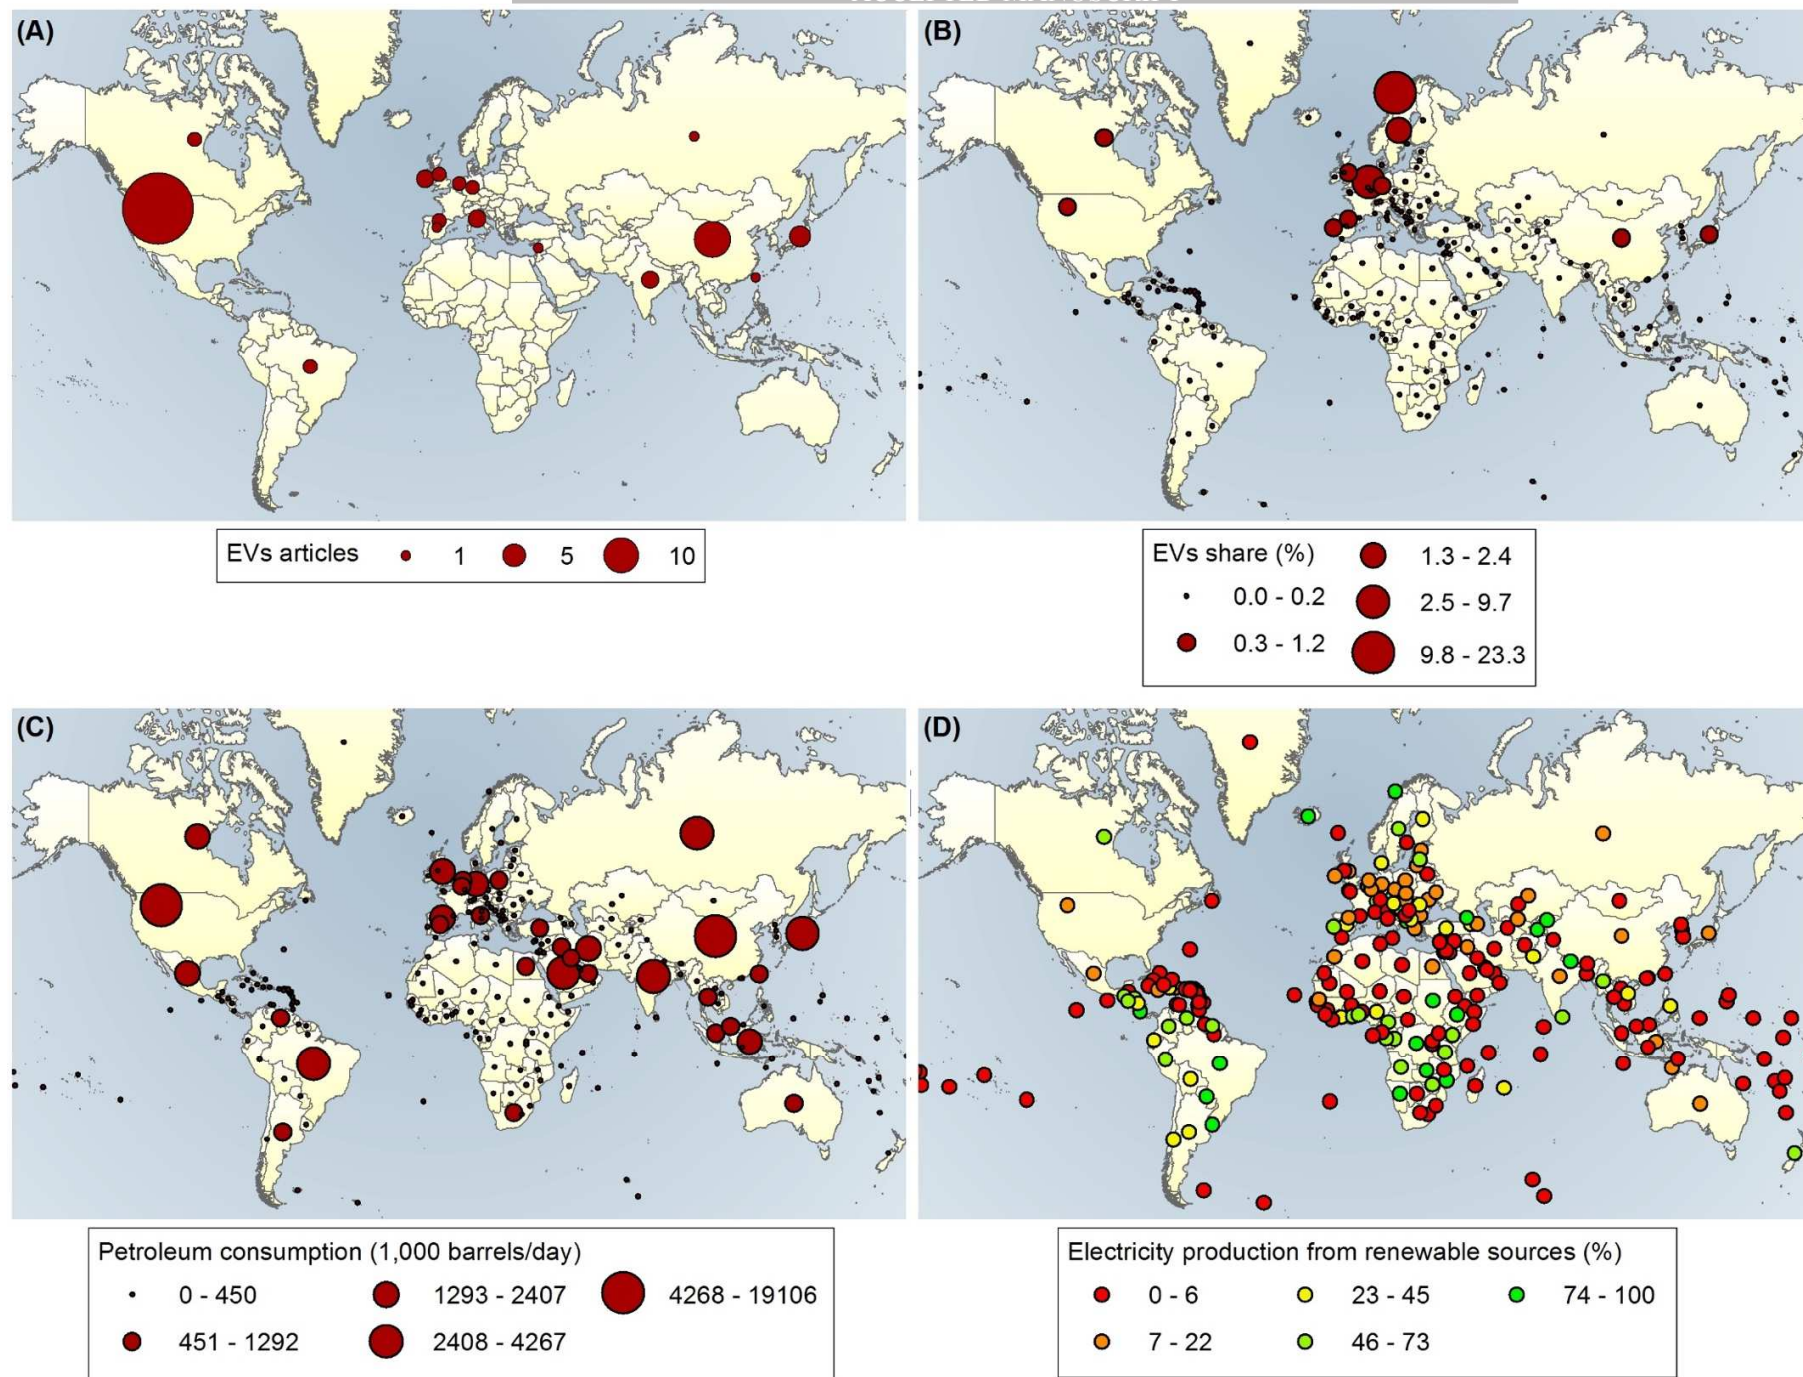 (A)
(B)
EVs articles 1 5 10
EVs share (%)
0.0 - 0.2
0.3 - 1.2
1.3 - 2.4
2.5 - 9.7
9.8 - 23.3
(C)
(D)
Petroleum consumption (1,000 barrels/day)
0 - 450 1293 - 2407 4268 - 19106
451 - 1292 2408 - 4267
Electricity production from renewable sources (%)
0 - 6 23 - 45 74 - 100
7 - 22 46 - 73